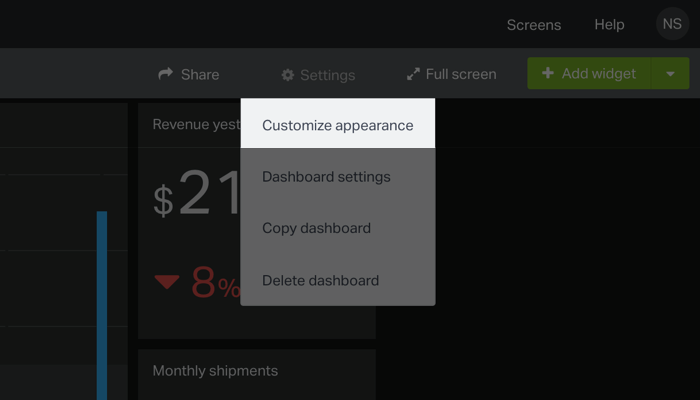 Screens Help NS
Share Settings Full screen + Add widget
Revenue yest
Customize appearance
Dashboard settings
Copy dashboard
Delete dashboard
$21
8%
Monthly shipments